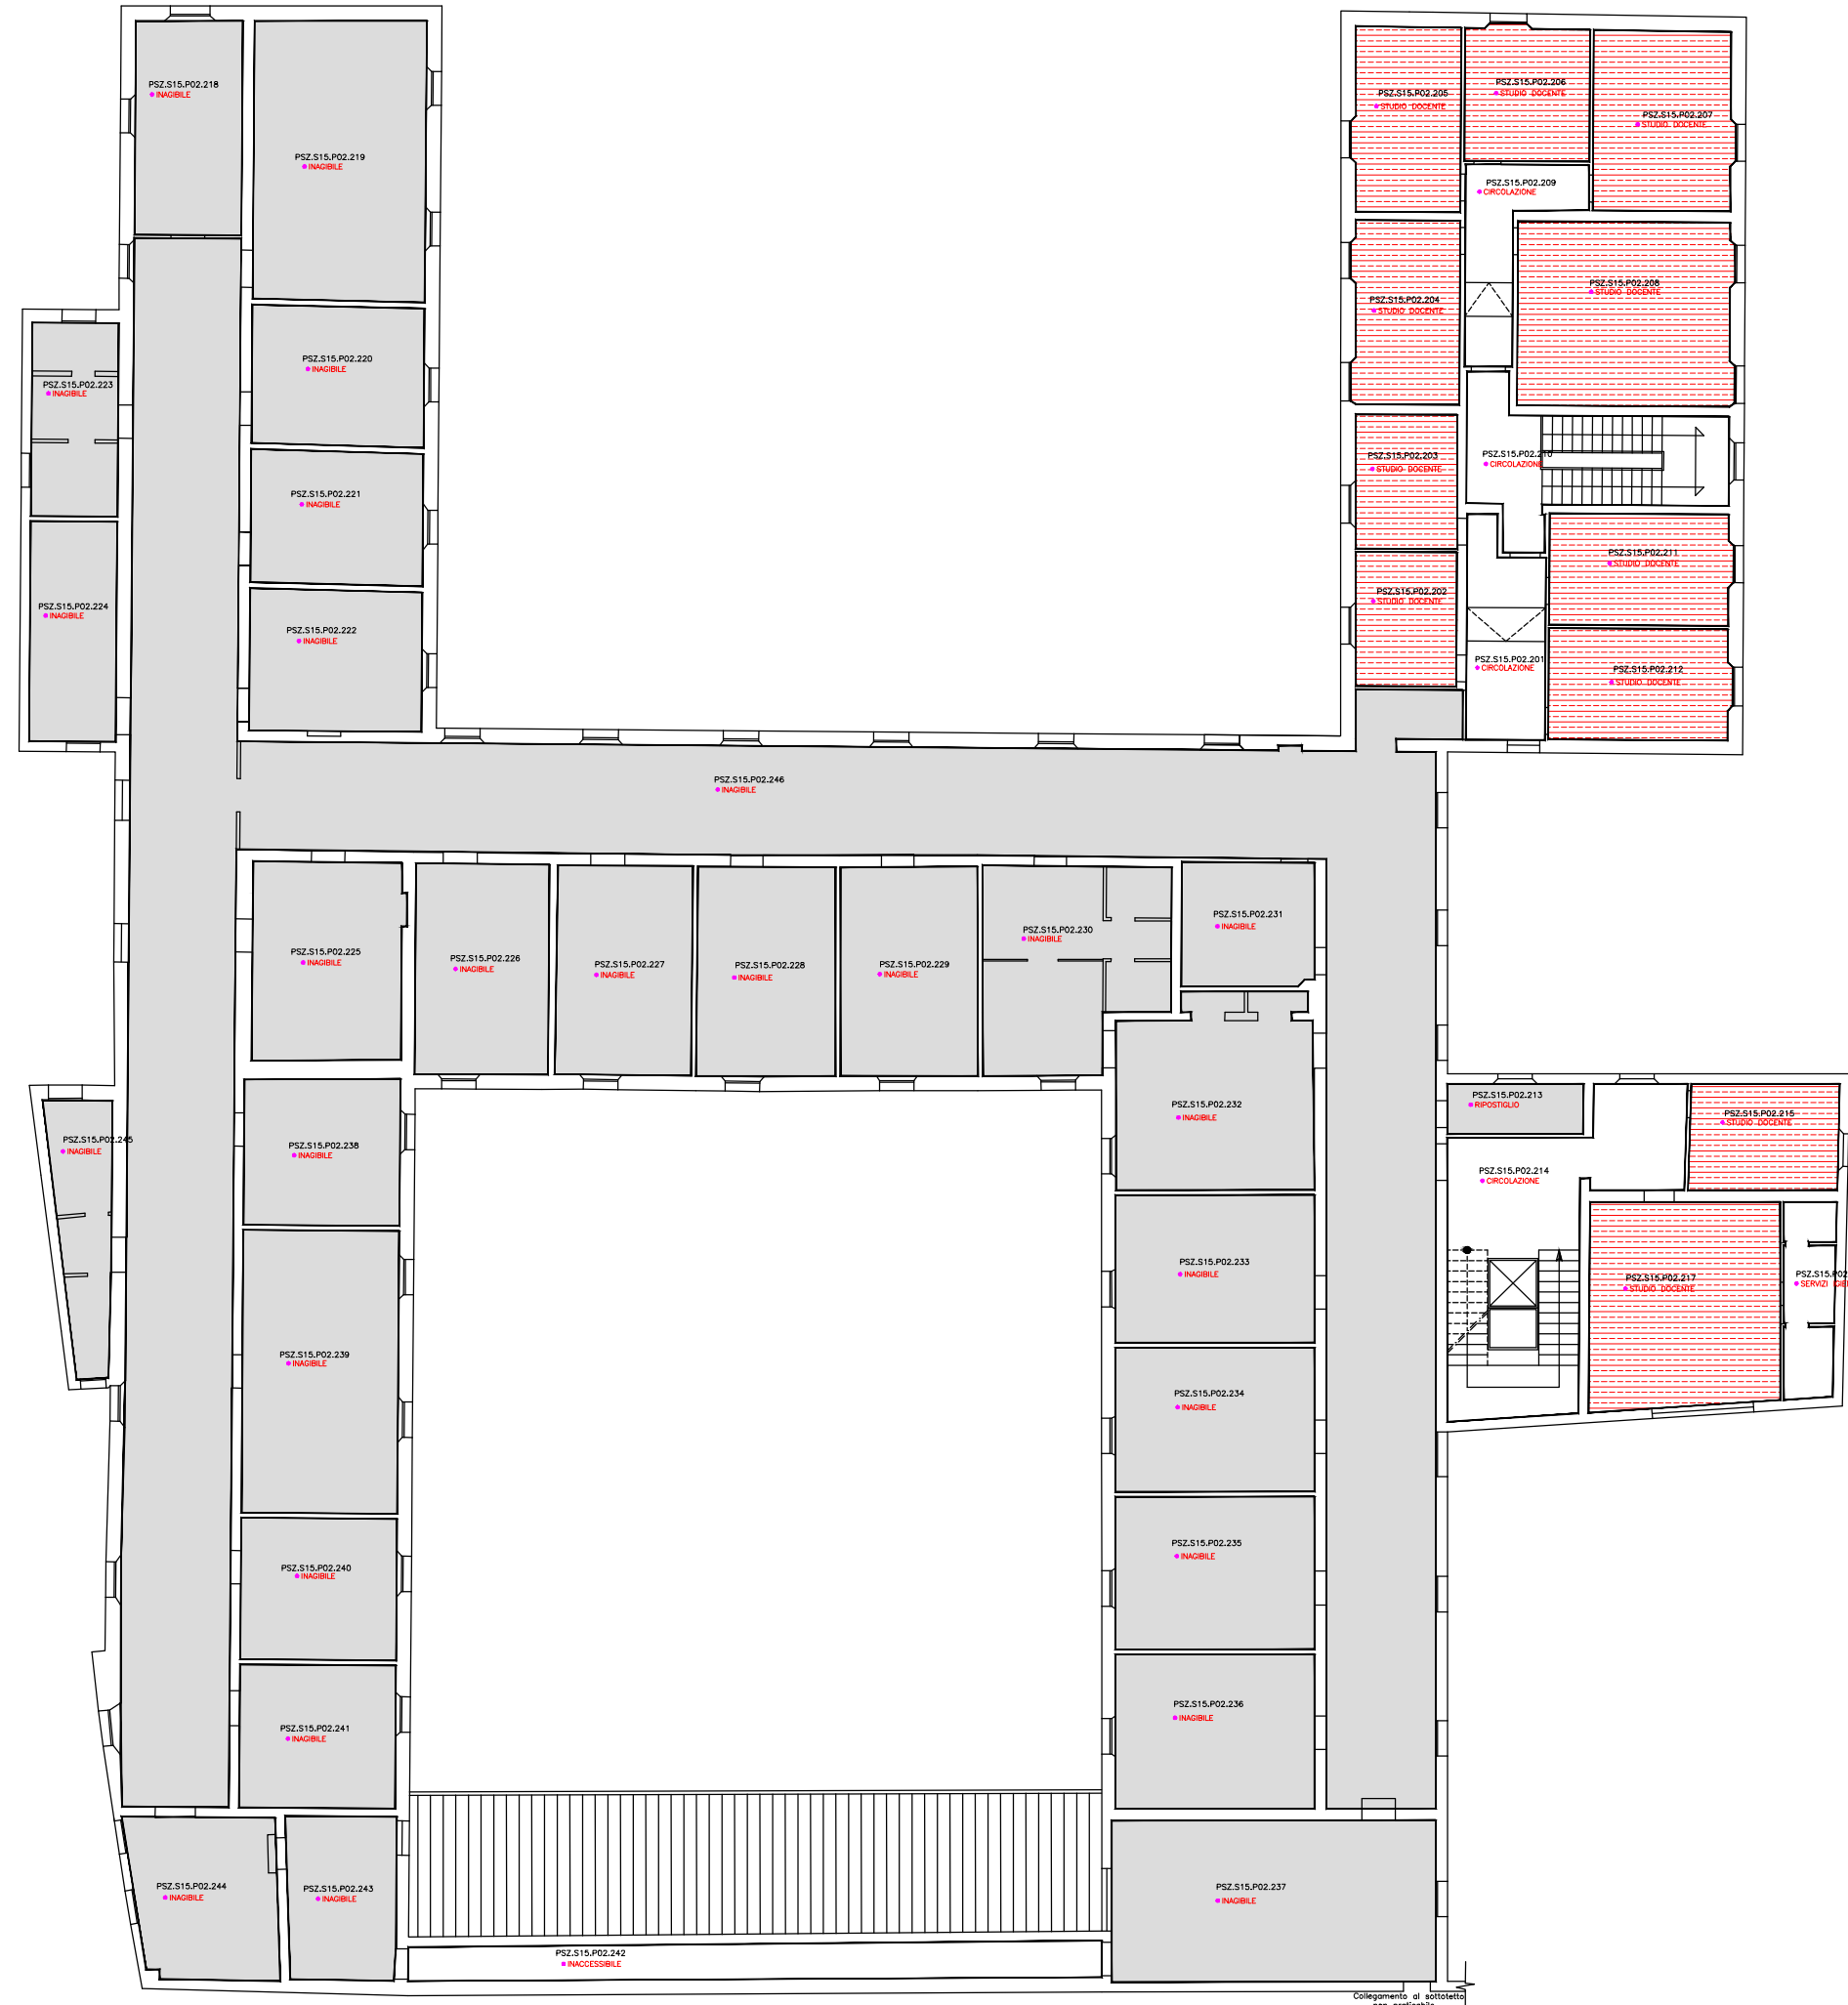 PSZ.S15.P02.218
INAGIBILE
PSZ.S15.P02.219
INAGIBILE
PSZ.S15.P02.205
STUDIO DOCENTE
PSZ.S15.P02.206
STUDIO DOCENTE
PSZ.S15.P02.207
STUDIO DOCENTE
PSZ.S15.P02.209
CIRCOLAZIONE
PSZ.S15.P02.204
STUDIO DOCENTE
PSZ.S15.P02.208
STUDIO DOCENTE
PSZ.S15.P02.220
INAGIBILE
PSZ.S15.P02.223
INAGIBILE
PSZ.S15.P02.203
STUDIO DOCENTE
PSZ.S15.P02.210
CIRCOLAZIONE
PSZ.S15.P02.221
INAGIBILE
PSZ.S15.P02.211
STUDIO DOCENTE
PSZ.S15.P02.224
INAGIBILE
PSZ.S15.P02.202
STUDIO DOCENTE
PSZ.S15.P02.222
INAGIBILE
PSZ.S15.P02.201
CIRCOLAZIONE
PSZ.S15.P02.212
STUDIO DOCENTE
PSZ.S15.P02.246
INAGIBILE
PSZ.S15.P02.225
INAGIBILE
PSZ.S15.P02.226
INAGIBILE
PSZ.S15.P02.227
INAGIBILE
PSZ.S15.P02.228
INAGIBILE
PSZ.S15.P02.229
INAGIBILE
PSZ.S15.P02.230
INAGIBILE
PSZ.S15.P02.231
INAGIBILE
PSZ.S15.P02.232
INAGIBILE
PSZ.S15.P02.213
RIPOSTIGLIO
PSZ.S15.P02.215
STUDIO DOCENTE
PSZ.S15.P02.245
INAGIBILE
PSZ.S15.P02.238
INAGIBILE
PSZ.S15.P02.214
CIRCOLAZIONE
PSZ.S15.P02.233
INAGIBILE
PSZ.S15.P02.217
STUDIO DOCENTE
PSZ.S15.P02
SERVIZI
PSZ.S15.P02.239
INAGIBILE
PSZ.S15.P02.234
INAGIBILE
PSZ.S15.P02.235
INAGIBILE
PSZ.S15.P02.240
INAGIBILE
PSZ.S15.P02.236
INAGIBILE
PSZ.S15.P02.241
INAGIBILE
PSZ.S15.P02.244
INAGIBILE
PSZ.S15.P02.243
INAGIBILE
PSZ.S15.P02.237
INAGIBILE
PSZ.S15.P02.242
INACCESSIBILE
Collegamento al sottotetto